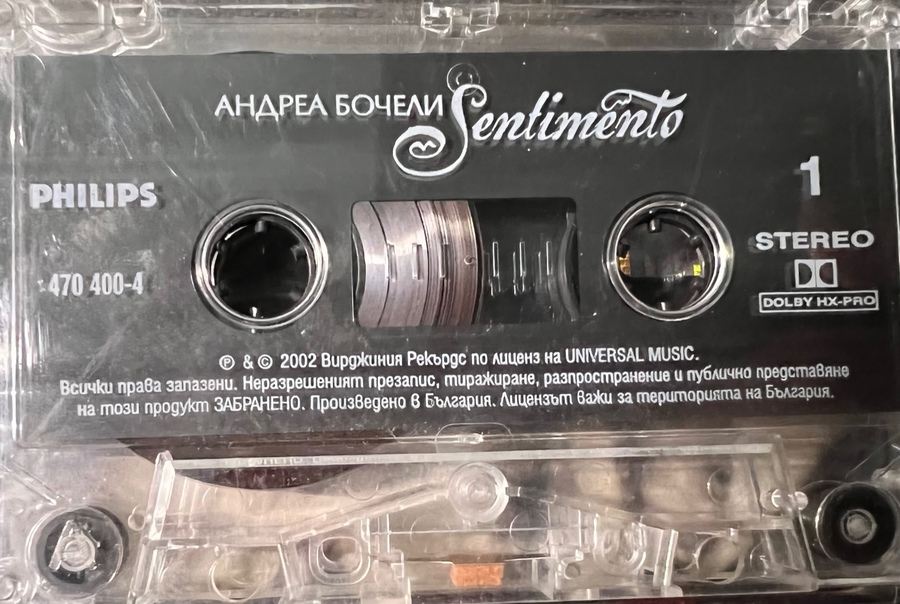 АНДРЕА БОЧЕЛИ Sentimento
PHILIPS
1
STEREO
470 400-4
DOLBY HX-PRO
℗ & © 2002 Вирджиния Рекърдс по лиценз на UNIVERSAL MUSIC.
Всички права запазени. Неразрешеният презапис, тиражиране, разпространение и публично представяне
на този продукт ЗАБРАНЕНО. Произведено в България. Лицензът важи за територията на България.